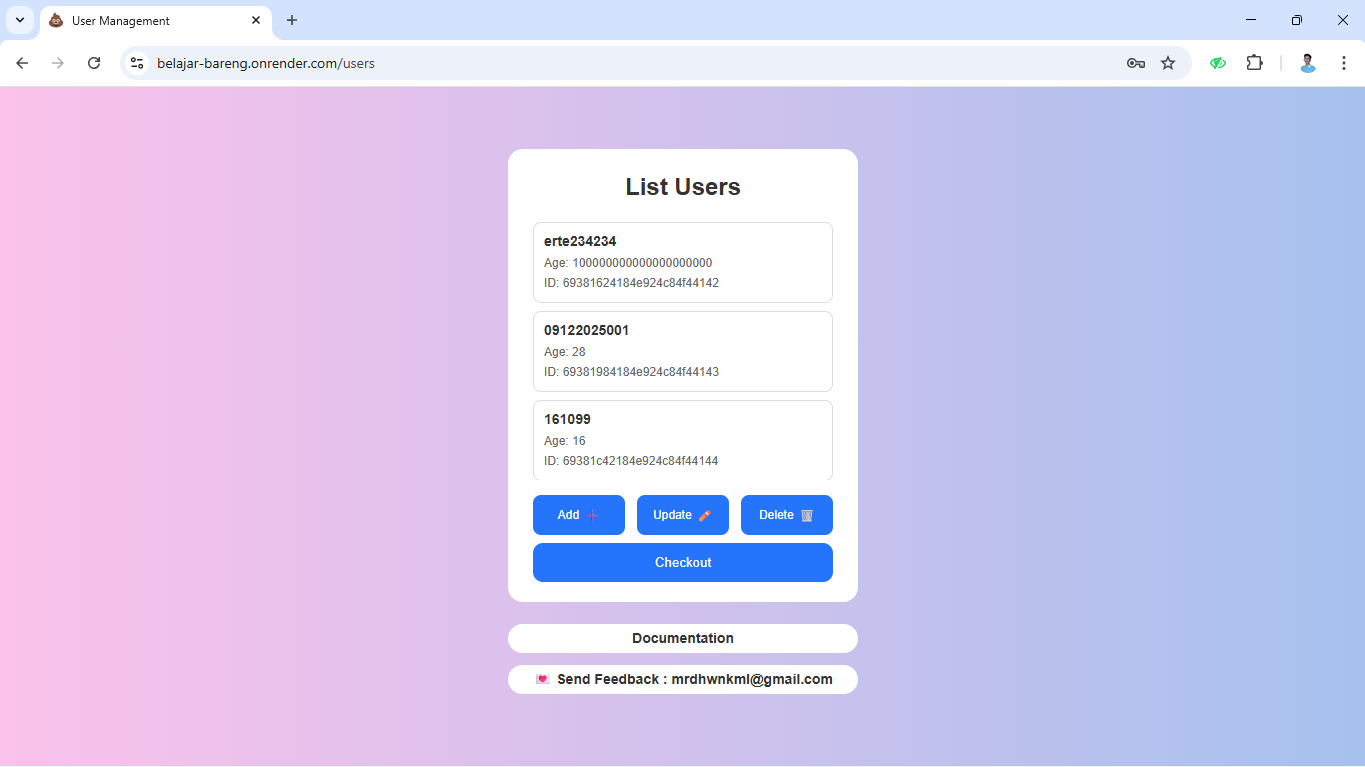 User Management
belajar-bareng.onrender.com/users
List Users
erte234234
Age: 100000000000000000000
ID: 69381624184e924c84f44142
09122025001
Age: 28
ID: 69381984184e924c84f44143
161099
Age: 16
ID: 69381c42184e924c84f44144
Add ➕ Update Delete
Checkout
Documentation
Send Feedback : mrdhwnkml@gmail.com